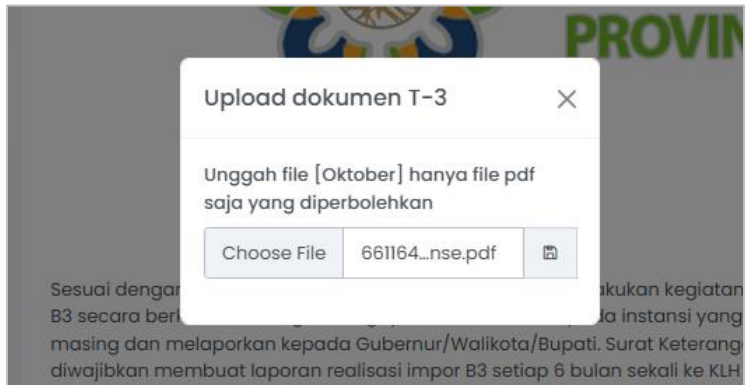 PROVIN
Upload dokumen T-3
Unggah file [Oktober] hanya file pdf
saja yang diperbolehkan
Choose File 661164...nse.pdf
Sesuai dengan akukan kegiatan
B3 secara instansi yang
masing dan melaporkan kepada Gubernur/Walikota/Bupati. Surat Keterang
diwajibkan membuat laporan realisasi impor B3 setiap 6 bulan sekali ke KLH